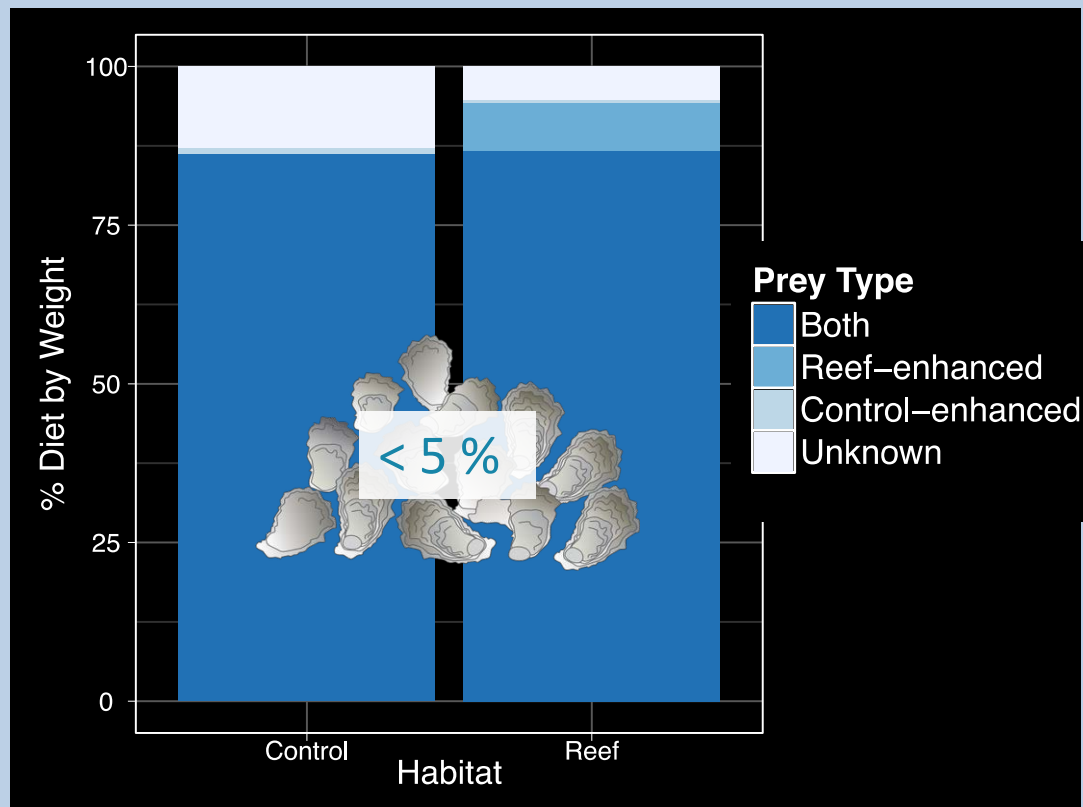 100
75
50
25
0
% Diet by Weight
< 5 %
Control
Reef
Habitat
Prey Type
Both
Reef−enhanced
Control−enhanced
Unknown